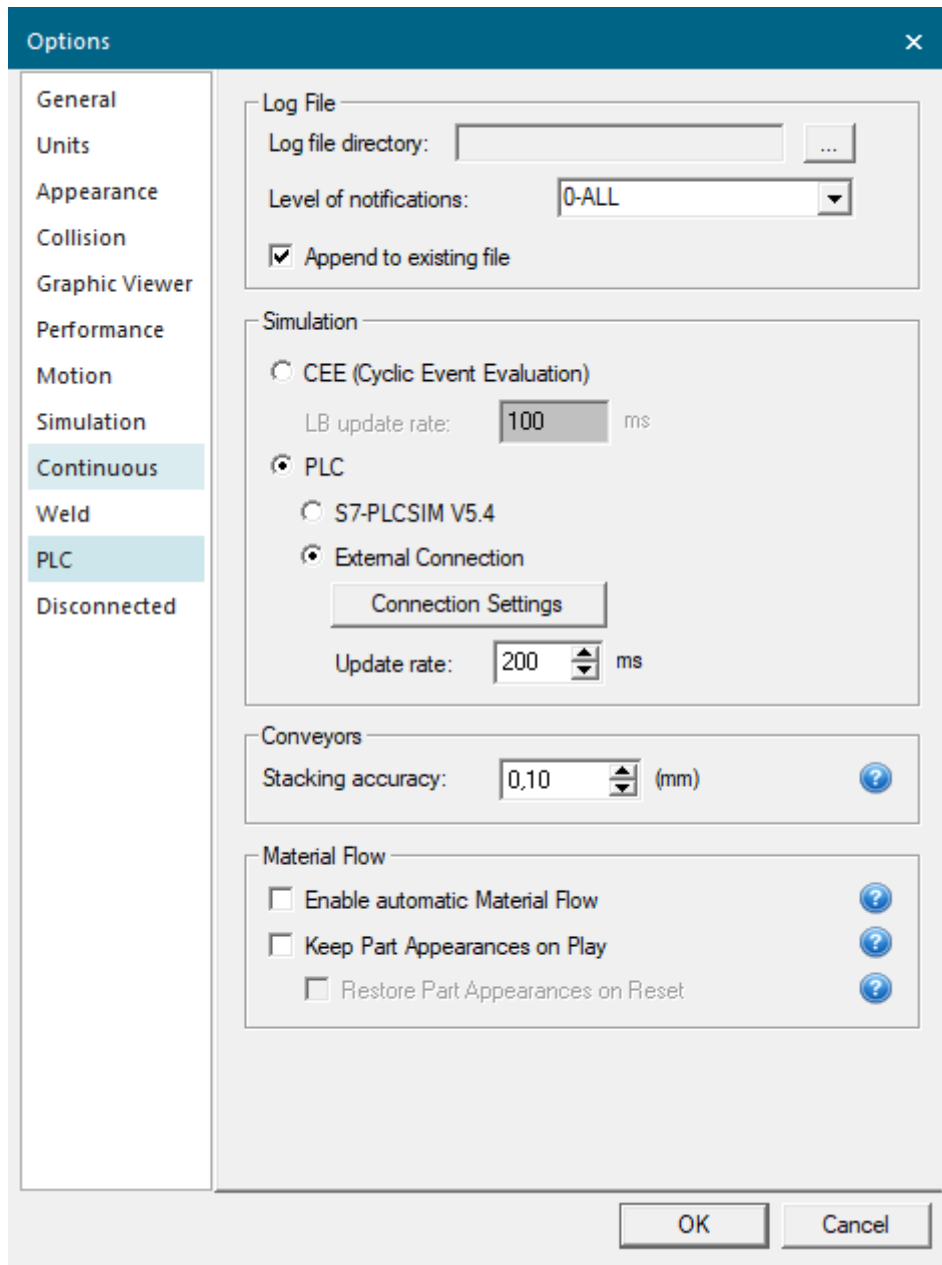 Options
General
Units
Appearance
Collision
Graphic Viewer
Performance
Motion
Simulation
Continuous
Weld
PLC
Disconnected
Log File
Log file directory: ...
Level of notifications: 0-ALL
Append to existing file
Simulation
CEE (Cyclic Event Evaluation)
LB update rate: 100 ms
PLC
S7-PLCSIM V5.4
External Connection
Connection Settings
Update rate: 200 ms
Conveyors
Stacking accuracy: 0,10 (mm) ?
Material Flow
Enable automatic Material Flow ?
Keep Part Appearances on Play ?
Restore Part Appearances on Reset ?
OK Cancel